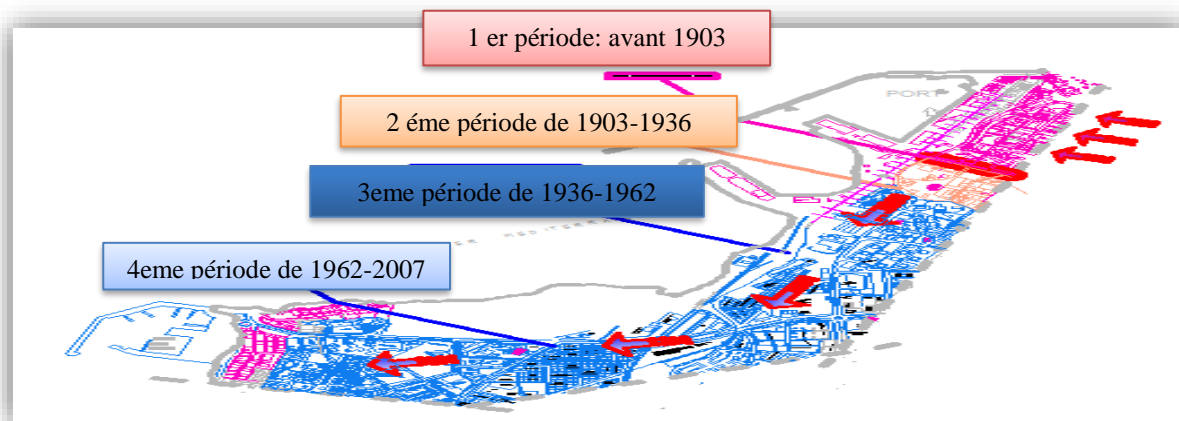 1 er période: avant 1903
PORT
2 éme période de 1903-1936
3eme période de 1936-1962
4eme période de 1962-2007